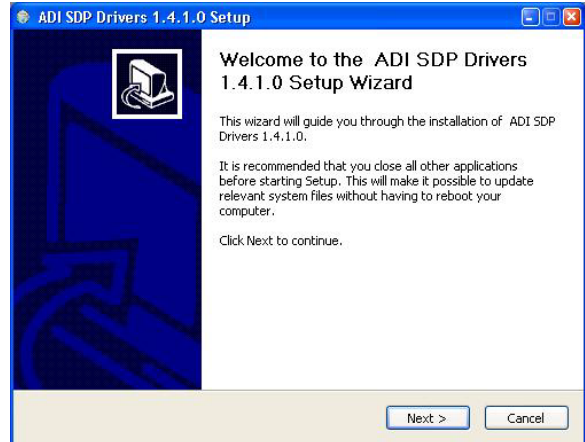 ADI SDP Drivers 1.4.1.0 Setup
Welcome to the ADI SDP Drivers
1.4.1.0 Setup Wizard
This wizard will guide you through the installation of ADI SDP
Drivers 1.4.1.0.
It is recommended that you close all other applications
before starting Setup. This will make it possible to update
relevant system files without having to reboot your
computer.
Click Next to continue.
Next >
Cancel